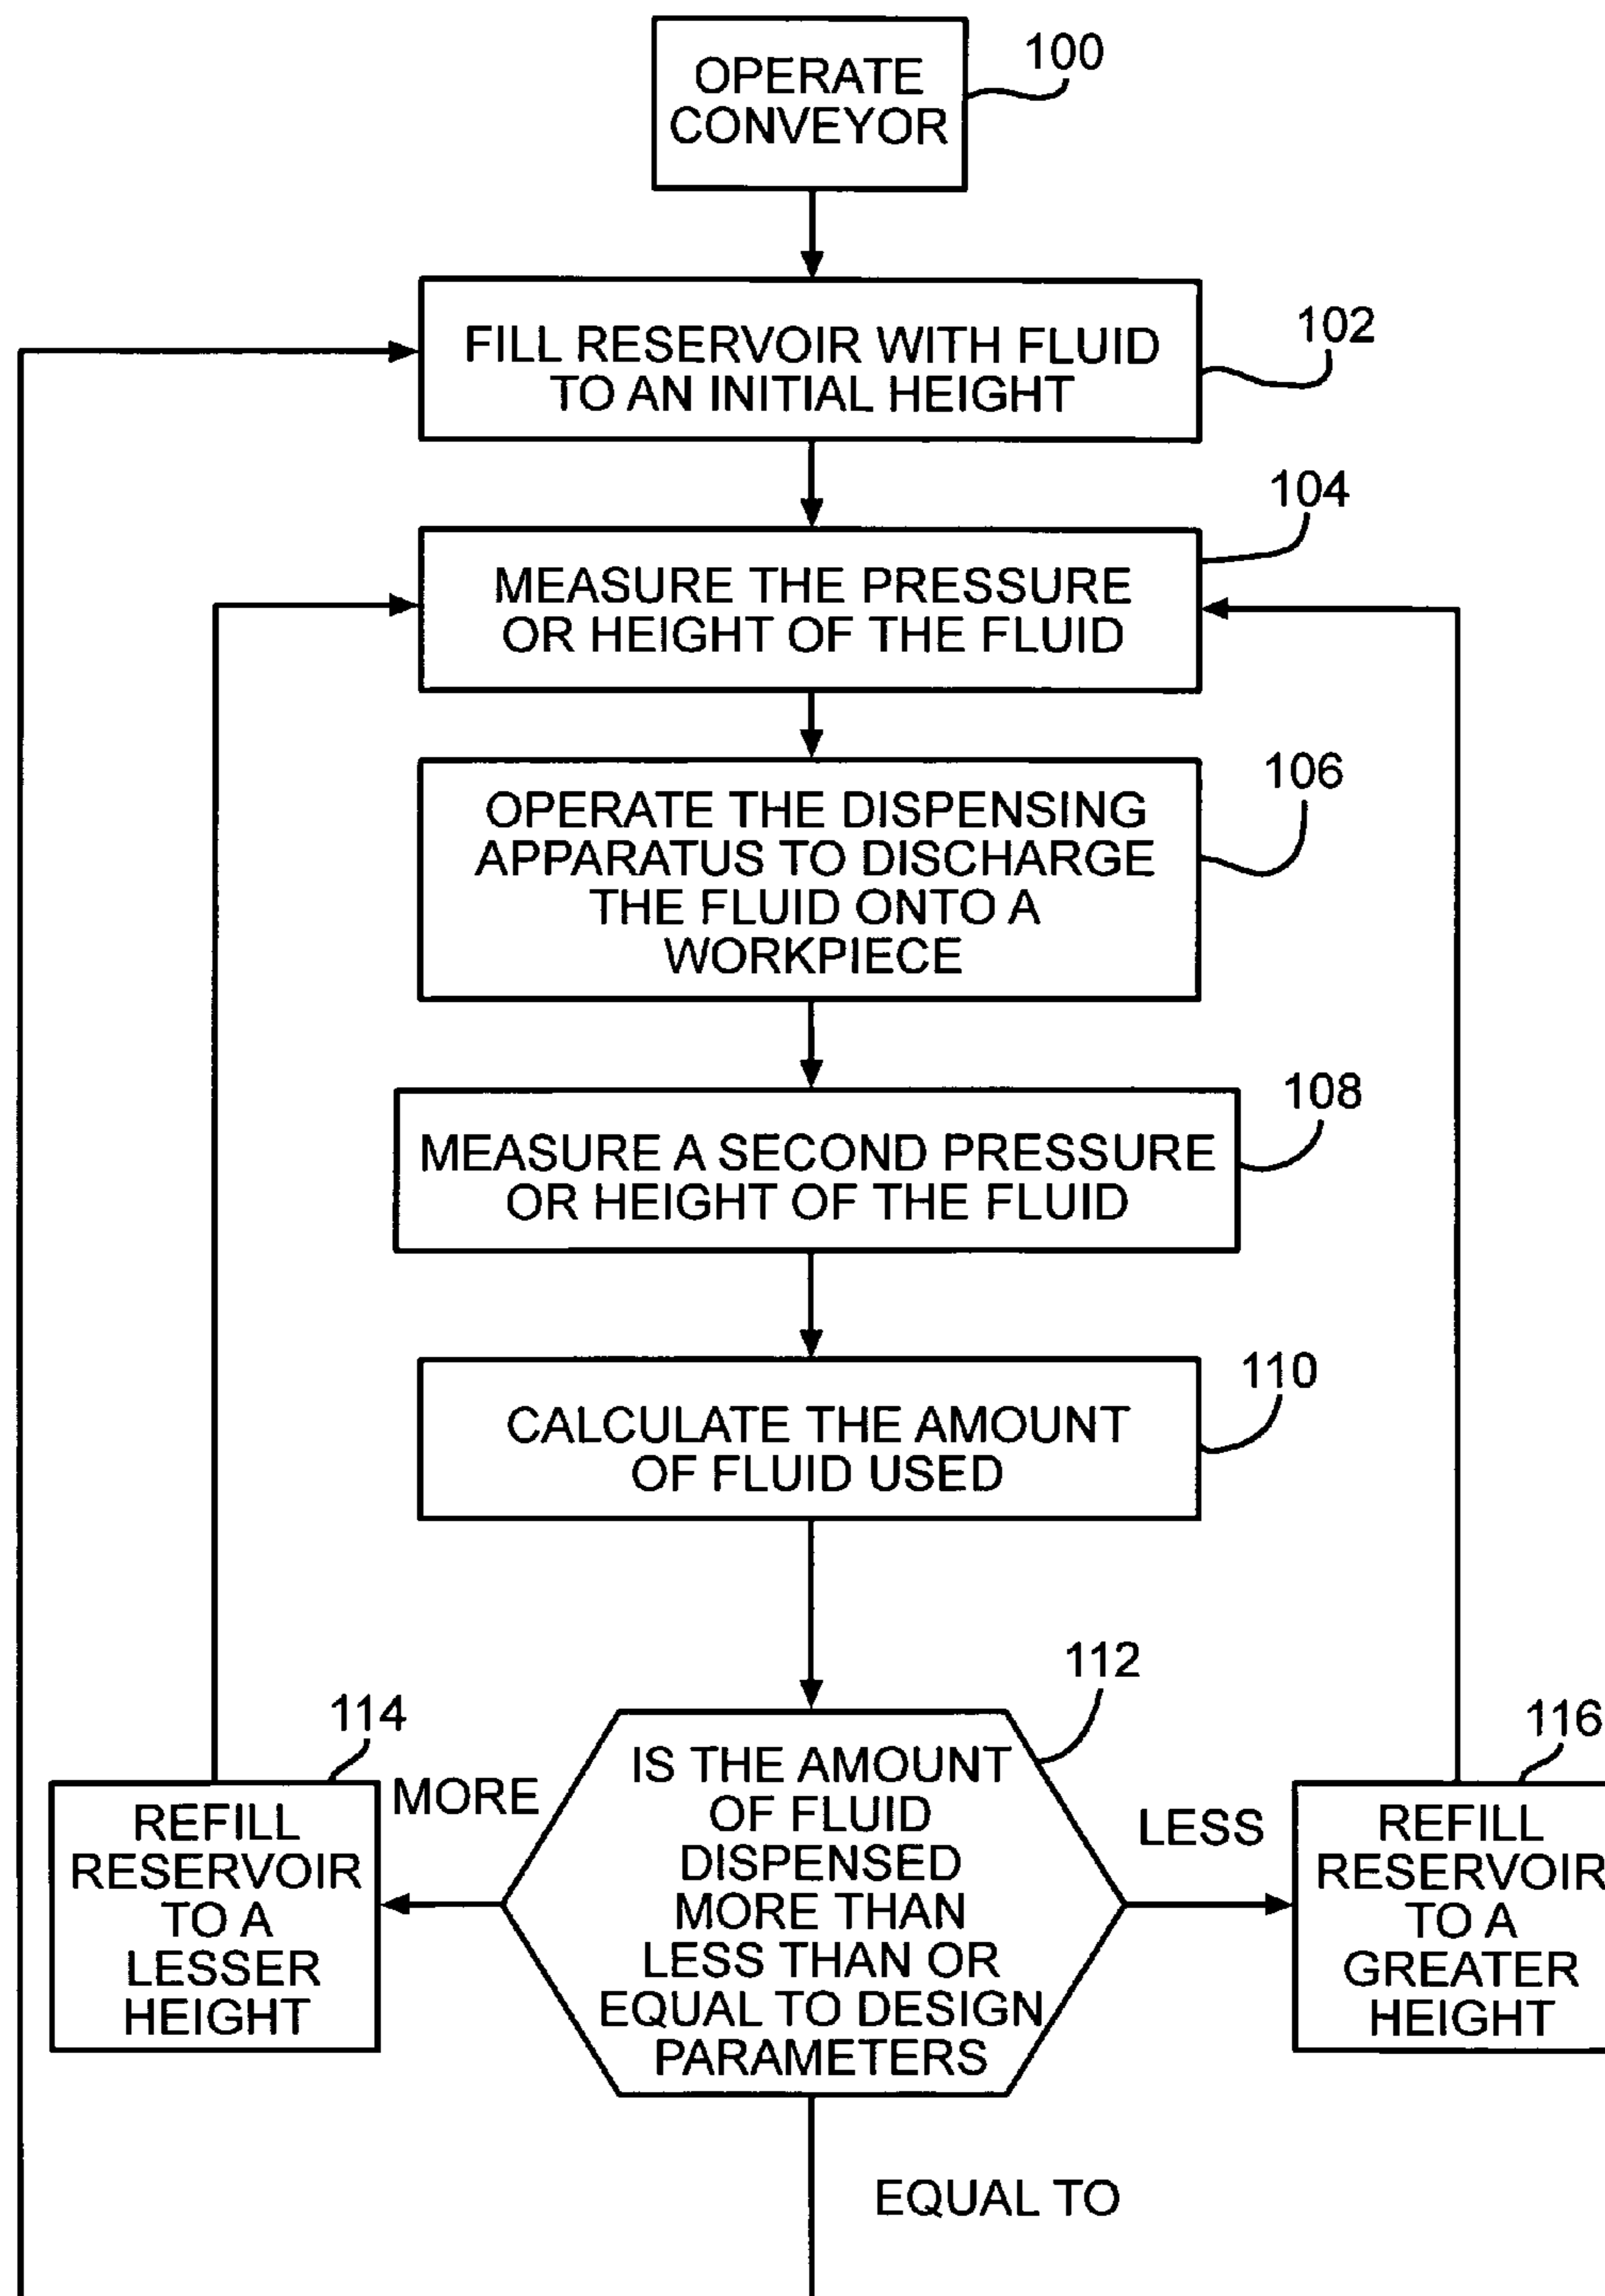 100
OPERATE
CONVEYOR
102
FILL RESERVOIR WITH FLUID
TO AN INITIAL HEIGHT
104
MEASURE THE PRESSURE
OR HEIGHT OF THE FLUID
106
OPERATE THE DISPENSING
APPARATUS TO DISCHARGE
THE FLUID ONTO A
WORKPIECE
108
MEASURE A SECOND PRESSURE
OR HEIGHT OF THE FLUID
110
CALCULATE THE AMOUNT
OF FLUID USED
112
IS THE AMOUNT
OF FLUID
DISPENSED
MORE THAN
LESS THAN OR
EQUAL TO DESIGN
PARAMETERS
114
MORE
REFILL
RESERVOIR
TO A
LESSER
HEIGHT
116
LESS
REFILL
RESERVOIR
TO A
GREATER
HEIGHT
EQUAL TO